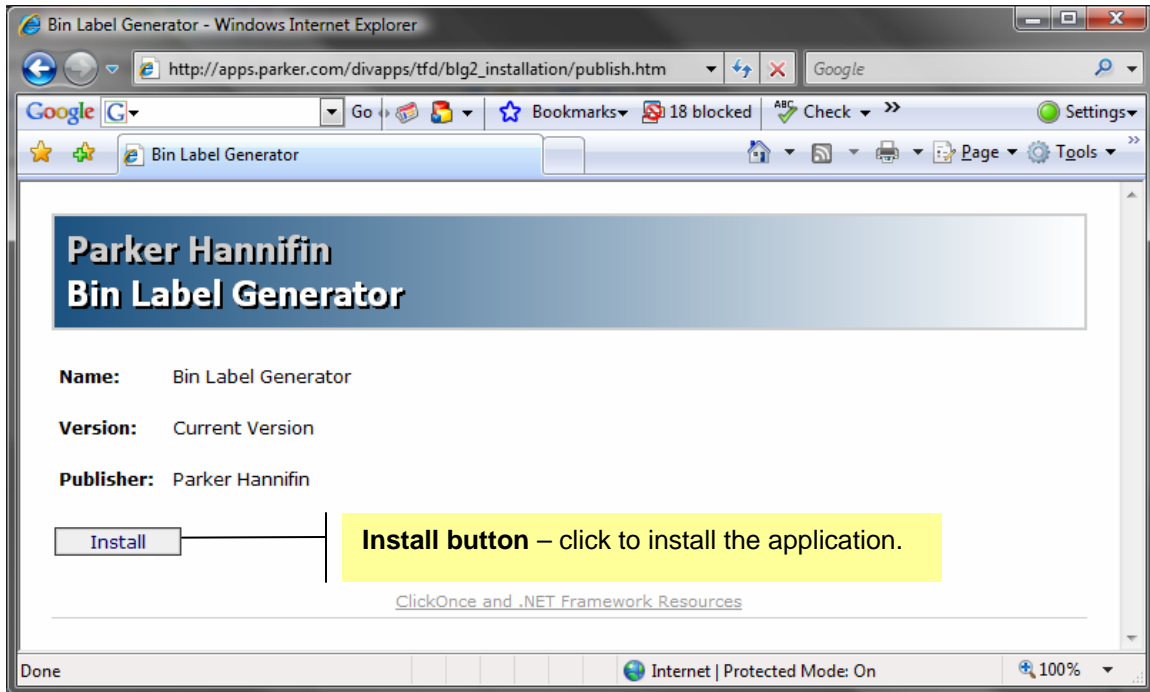 Bin Label Generator - Windows Internet Explorer
http://apps.parker.com/divapps/tfd/blg2_installation/publish.htm
Google
Google G Go Bookmarks 18 blocked ABC Check » Settings
Bin Label Generator Page Tools »
Parker Hannifin
Bin Label Generator
Name: Bin Label Generator
Version: Current Version
Publisher: Parker Hannifin
Install
Install button – click to install the application.
ClickOnce and .NET Framework Resources
Done Internet | Protected Mode: On 100%